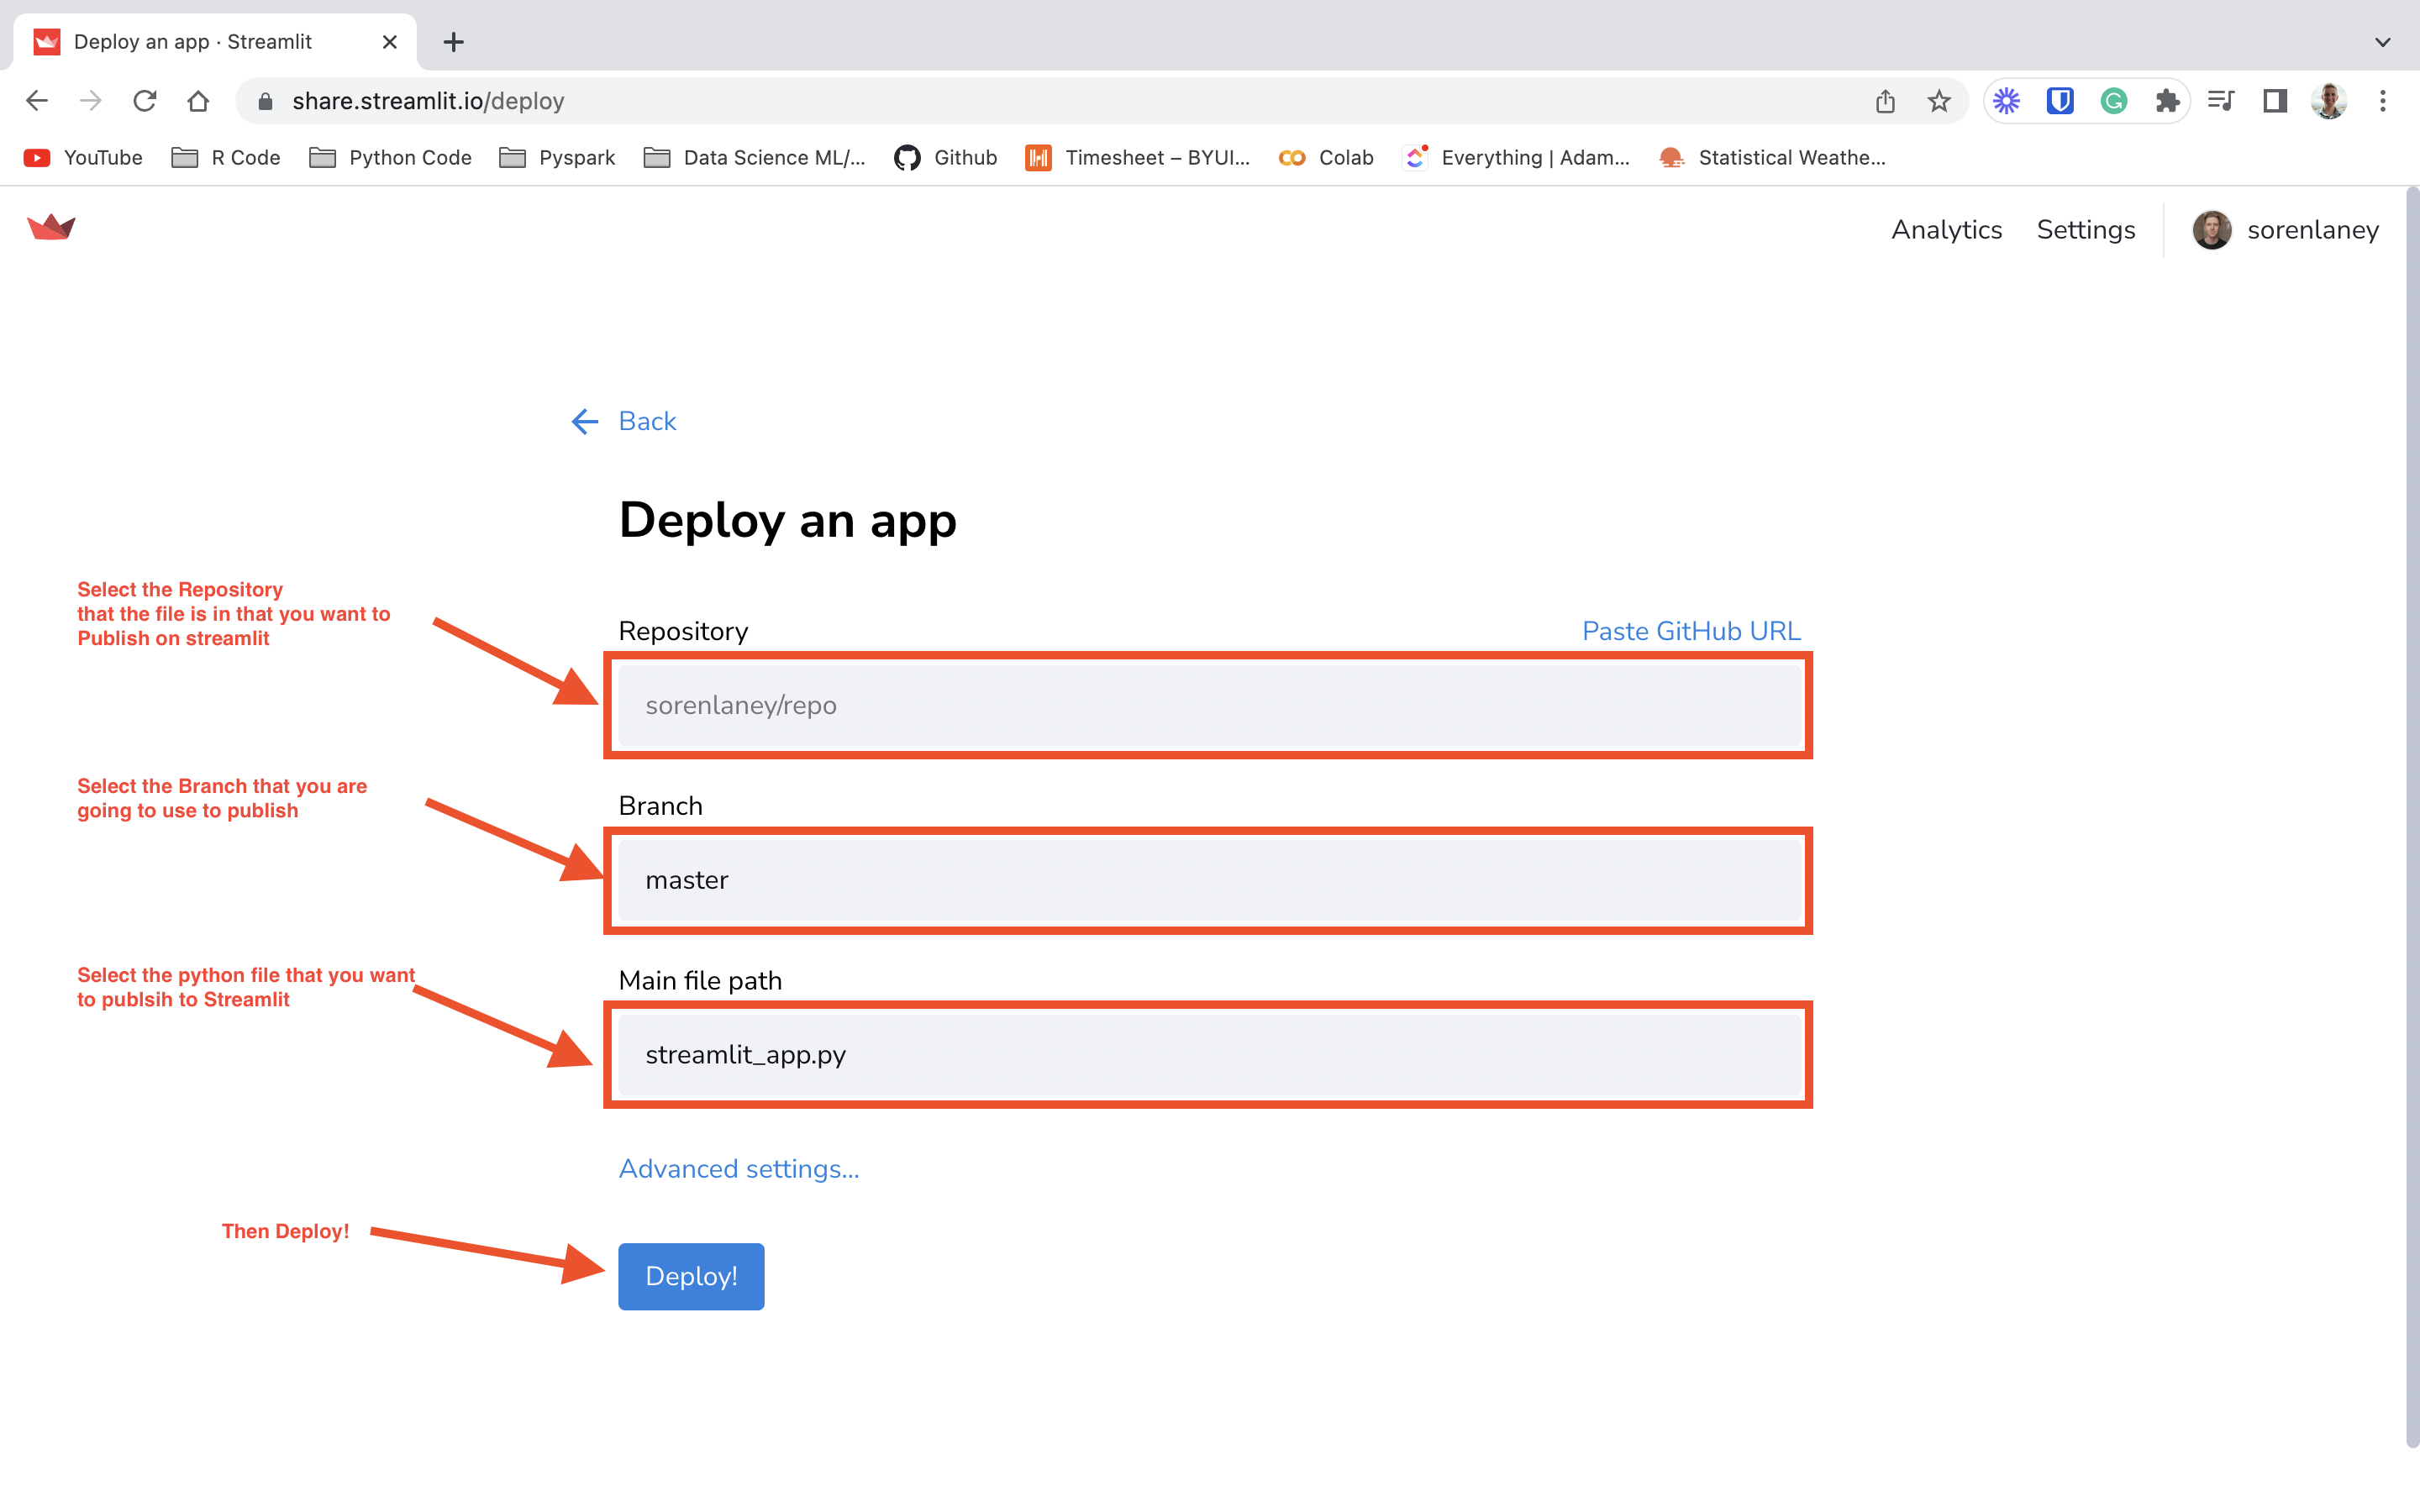 Deploy an app · Streamlit
share.streamlit.io/deploy
YouTube R Code Python Code Pyspark Data Science ML/... Github Timesheet – BYUI... Colab Everything | Adam... Statistical Weathe...
Analytics Settings sorenlaney
Back
Deploy an app
Select the Repository
that the file is in that you want to
Publish on streamlit
Repository Paste GitHub URL
sorenlaney/repo
Select the Branch that you are
going to use to publish
Branch
master
Select the python file that you want
to publsih to Streamlit
Main file path
streamlit_app.py
Advanced settings...
Then Deploy!
Deploy!